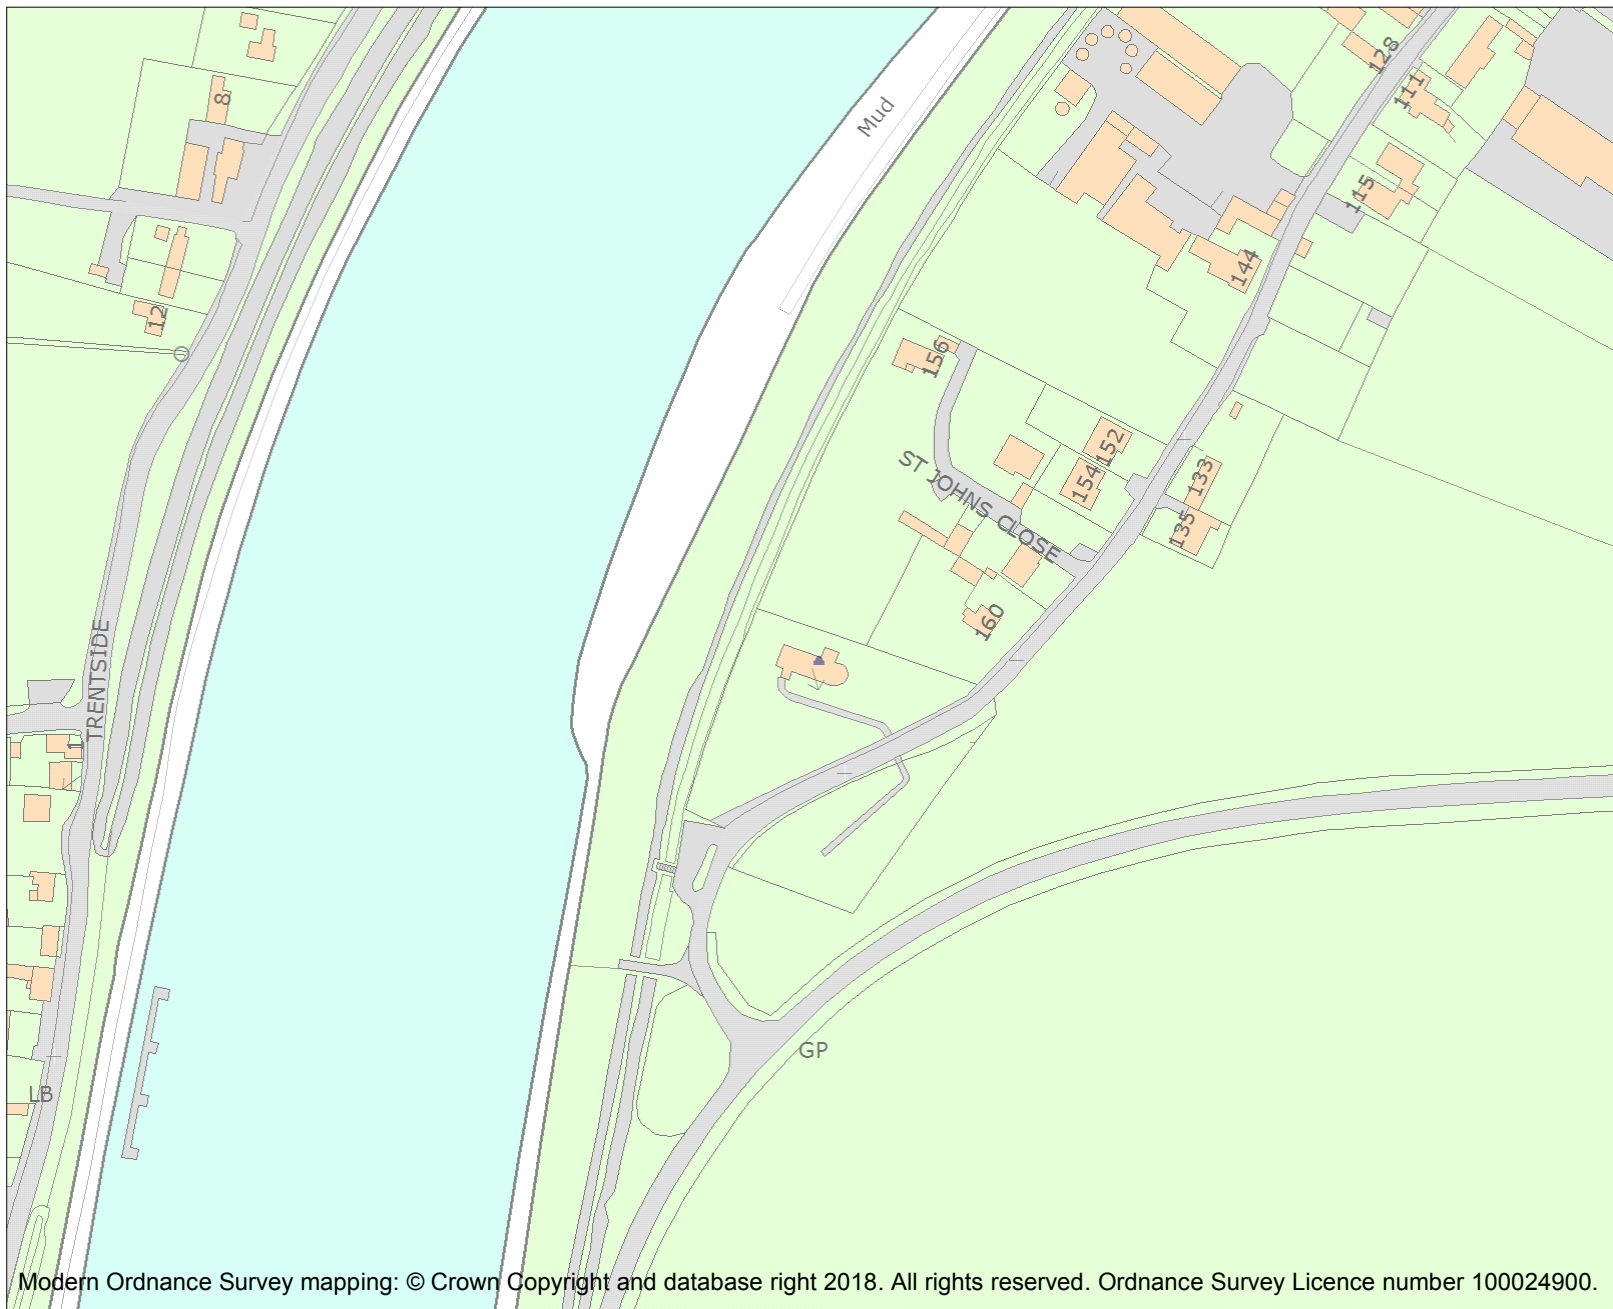 128
8
111
Mud
115
144
12
156
152
ST JOHNS CLOSE
154
133
135
160
TRENTSIDE
1
GP
LB
Modern Ordnance Survey mapping: © Crown Copyright and database right 2018. All rights reserved. Ordnance Survey Licence number 100024900.